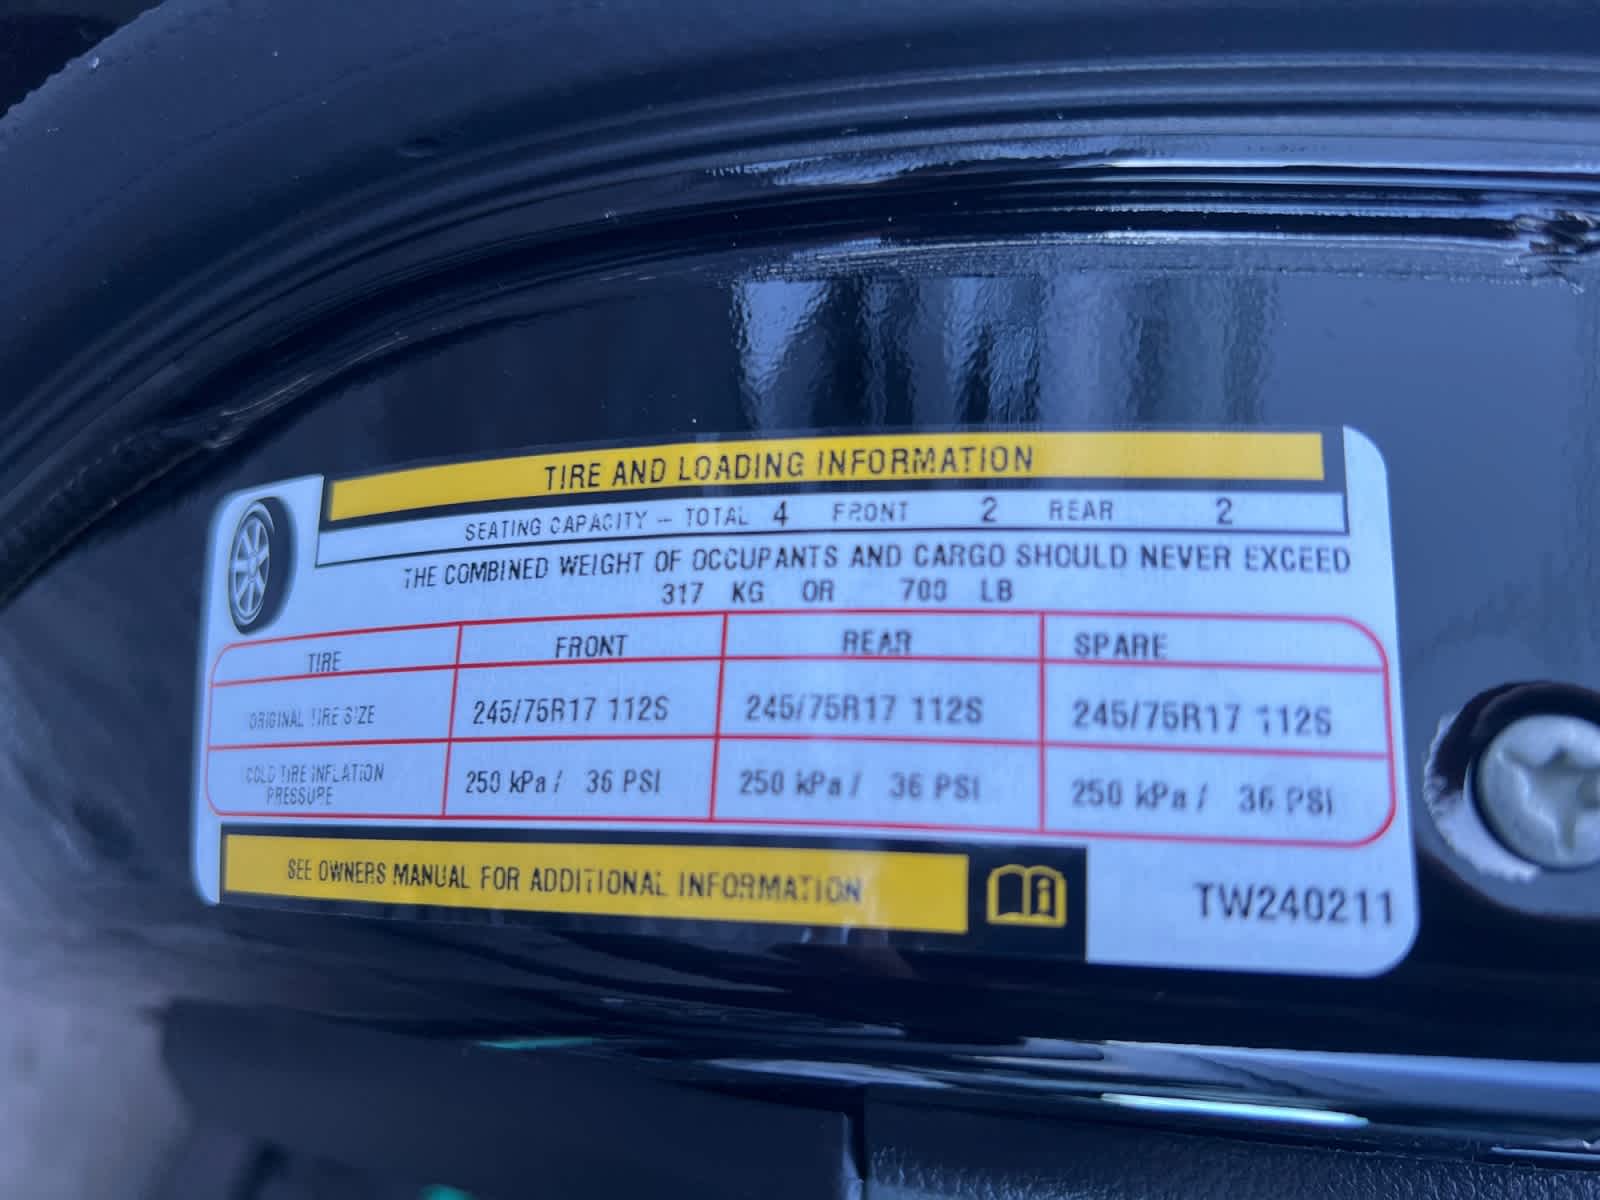 TIRE AND LOADING INFORMATION
SEATING CAPACITY – TOTAL 4 FRONT 2 REAR 2
THE COMBINED WEIGHT OF OCCUPANTS AND CARGO SHOULD NEVER EXCEED
317 KG OR 700 LB
TIRE FRONT REAR SPARE
ORIGINAL TIRE SIZE 245/75R17 112S 245/75R17 112S 245/75R17 112S
COLD TIRE INFLATION PRESSURE 250 kPa / 36 PSI 250 kPa / 36 PSI 250 kPa / 36 PSI
SEE OWNERS MANUAL FOR ADDITIONAL INFORMATION
TW240211